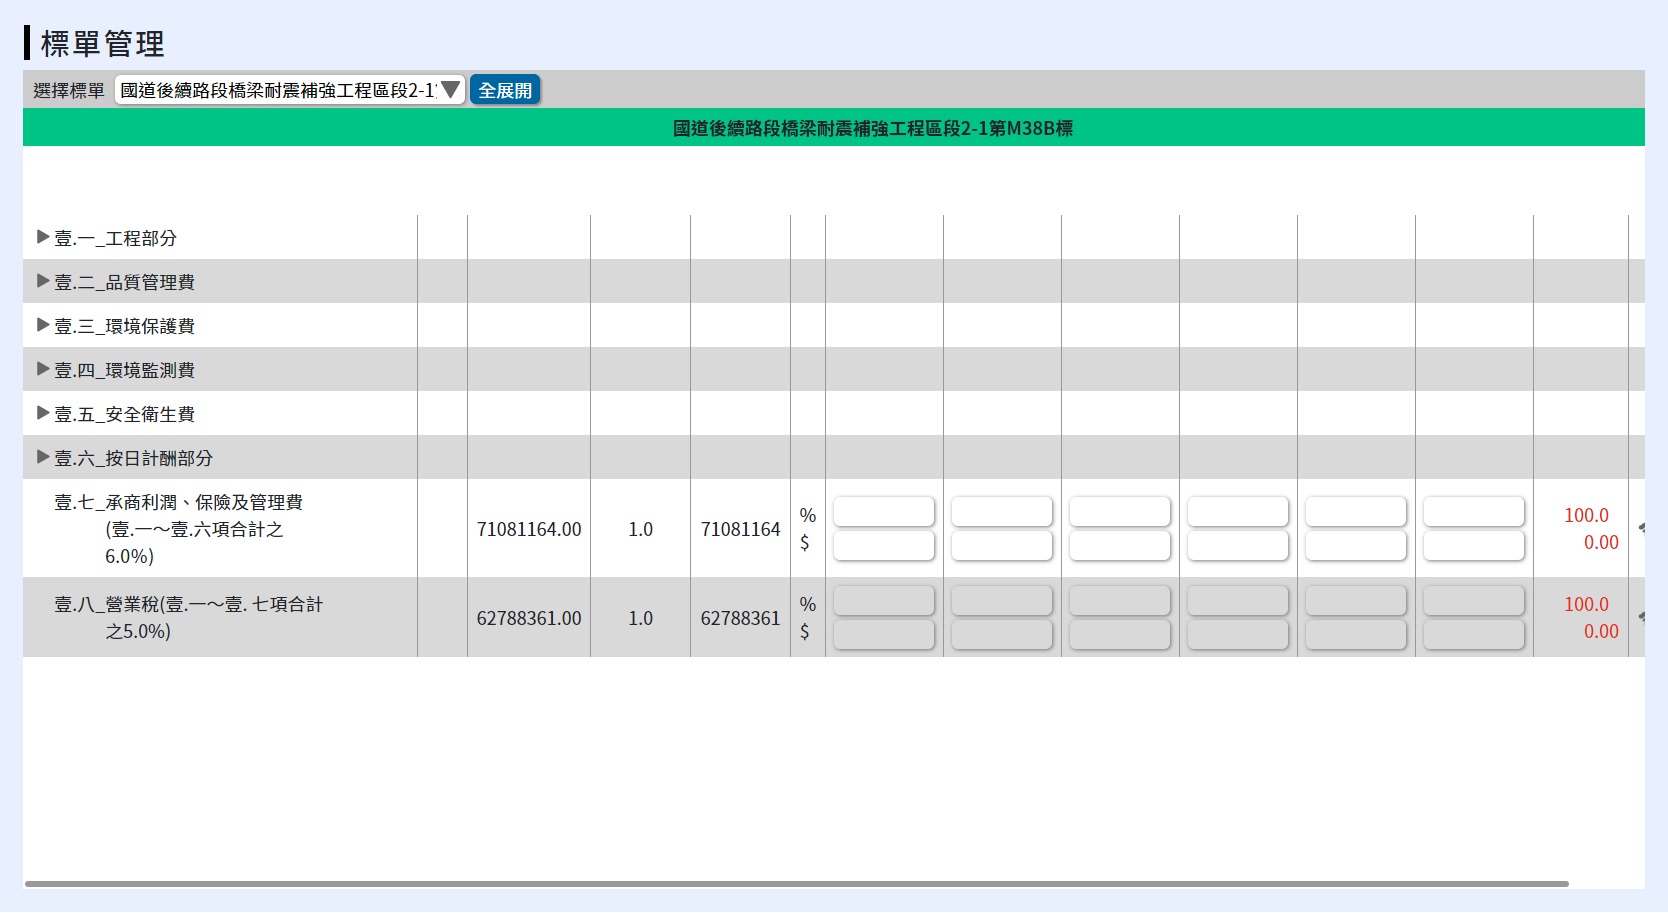 標單管理
選擇標單 國道後續路段橋梁耐震補強工程區段2-1 全展開
國道後續路段橋梁耐震補強工程區段2-1第M38B標
壹.一_工程部分
壹.二_品質管理費
壹.三_環境保護費
壹.四_環境監測費
壹.五_安全衛生費
壹.六_按日計酬部分
壹.七_承商利潤、保險及管理費
(壹.一～壹.六項合計之
6.0%)
71081164.00 1.0 71081164 % 100.0
$ 0.00
壹.八_營業稅(壹.一～壹. 七項合計
之5.0%)
62788361.00 1.0 62788361 % 100.0
$ 0.00